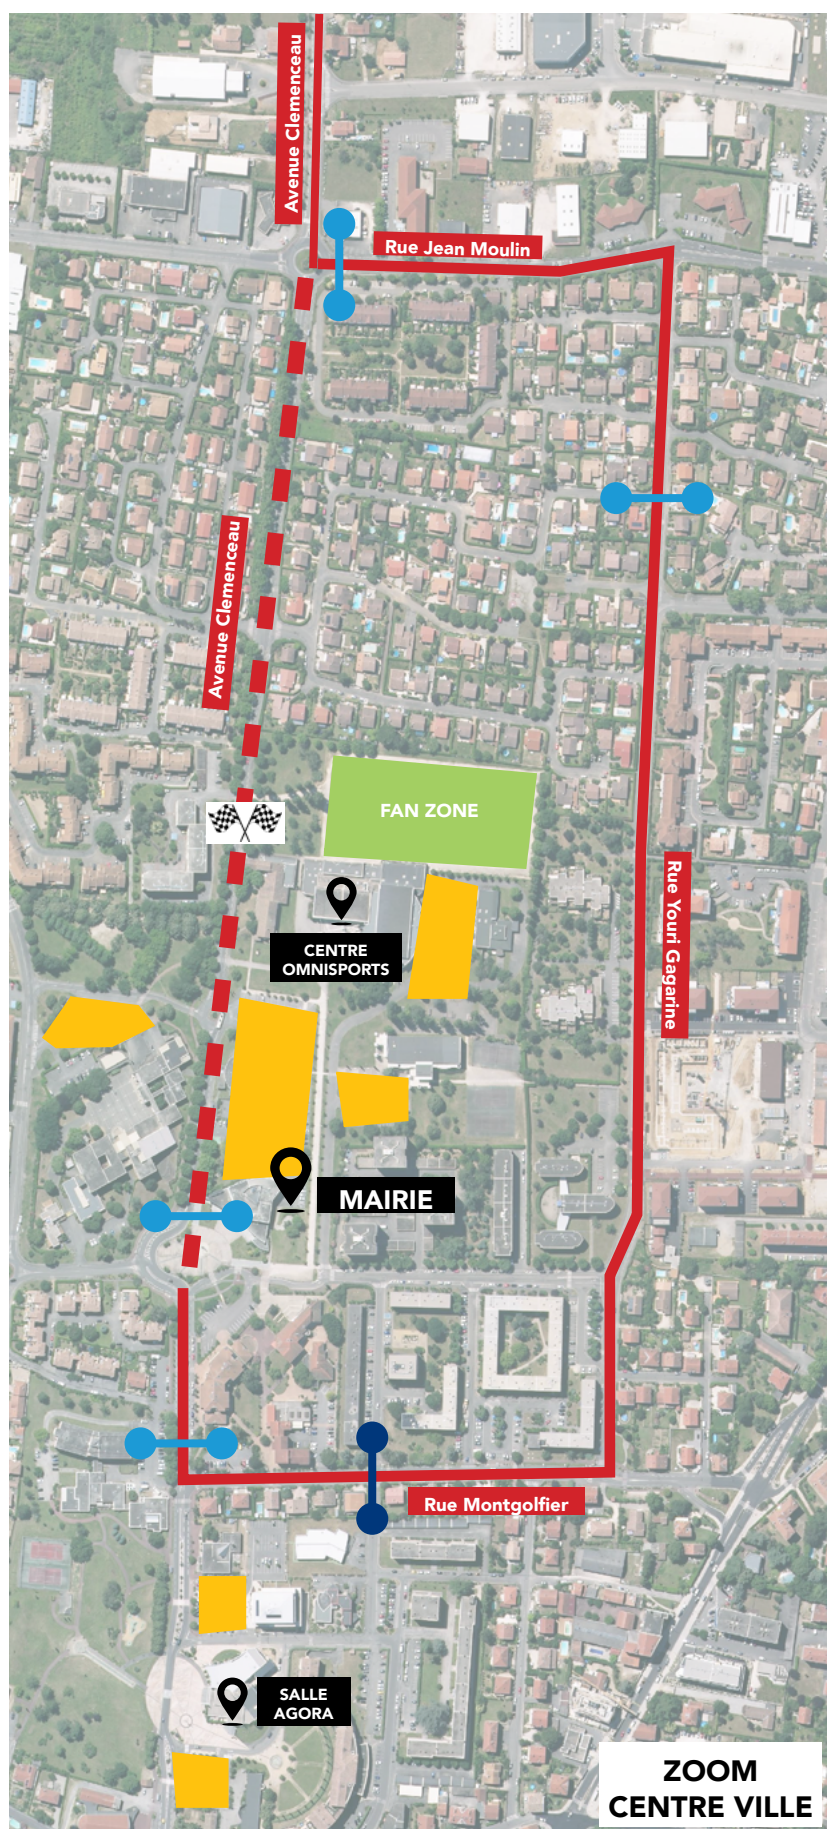 Avenue Clemenceau
Rue Jean Moulin
Avenue Clemenceau
FAN ZONE
Rue Youri Gagarine
CENTRE
OMNISPORTS
MAIRIE
Rue Montgolfier
SALLE
AGORA
ZOOM
CENTRE VILLE